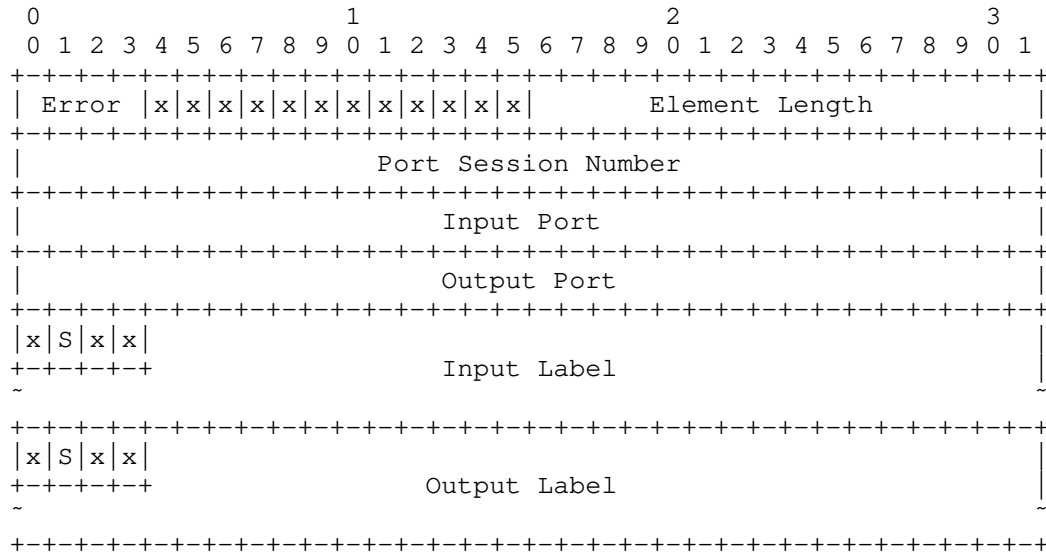 0                   1                   2                   3
 0 1 2 3 4 5 6 7 8 9 0 1 2 3 4 5 6 7 8 9 0 1 2 3 4 5 6 7 8 9 0 1
+-+-+-+-+-+-+-+-+-+-+-+-+-+-+-+-+-+-+-+-+-+-+-+-+-+-+-+-+-+-+-+-+
| Error |x|x|x|x|x|x|x|x|x|x|x|x|        Element Length         |
+-+-+-+-+-+-+-+-+-+-+-+-+-+-+-+-+-+-+-+-+-+-+-+-+-+-+-+-+-+-+-+-+
|                      Port Session Number                      |
+-+-+-+-+-+-+-+-+-+-+-+-+-+-+-+-+-+-+-+-+-+-+-+-+-+-+-+-+-+-+-+-+
|                          Input Port                           |
+-+-+-+-+-+-+-+-+-+-+-+-+-+-+-+-+-+-+-+-+-+-+-+-+-+-+-+-+-+-+-+-+
|                          Output Port                          |
+-+-+-+-+-+-+-+-+-+-+-+-+-+-+-+-+-+-+-+-+-+-+-+-+-+-+-+-+-+-+-+-+
|x|S|x|x|                                                       |
+-+-+-+-+                  Input Label                          |
~                                                               ~
+-+-+-+-+-+-+-+-+-+-+-+-+-+-+-+-+-+-+-+-+-+-+-+-+-+-+-+-+-+-+-+-+
|x|S|x|x|                                                       |
+-+-+-+-+                 Output Label                          |
~                                                               ~
+-+-+-+-+-+-+-+-+-+-+-+-+-+-+-+-+-+-+-+-+-+-+-+-+-+-+-+-+-+-+-+-+